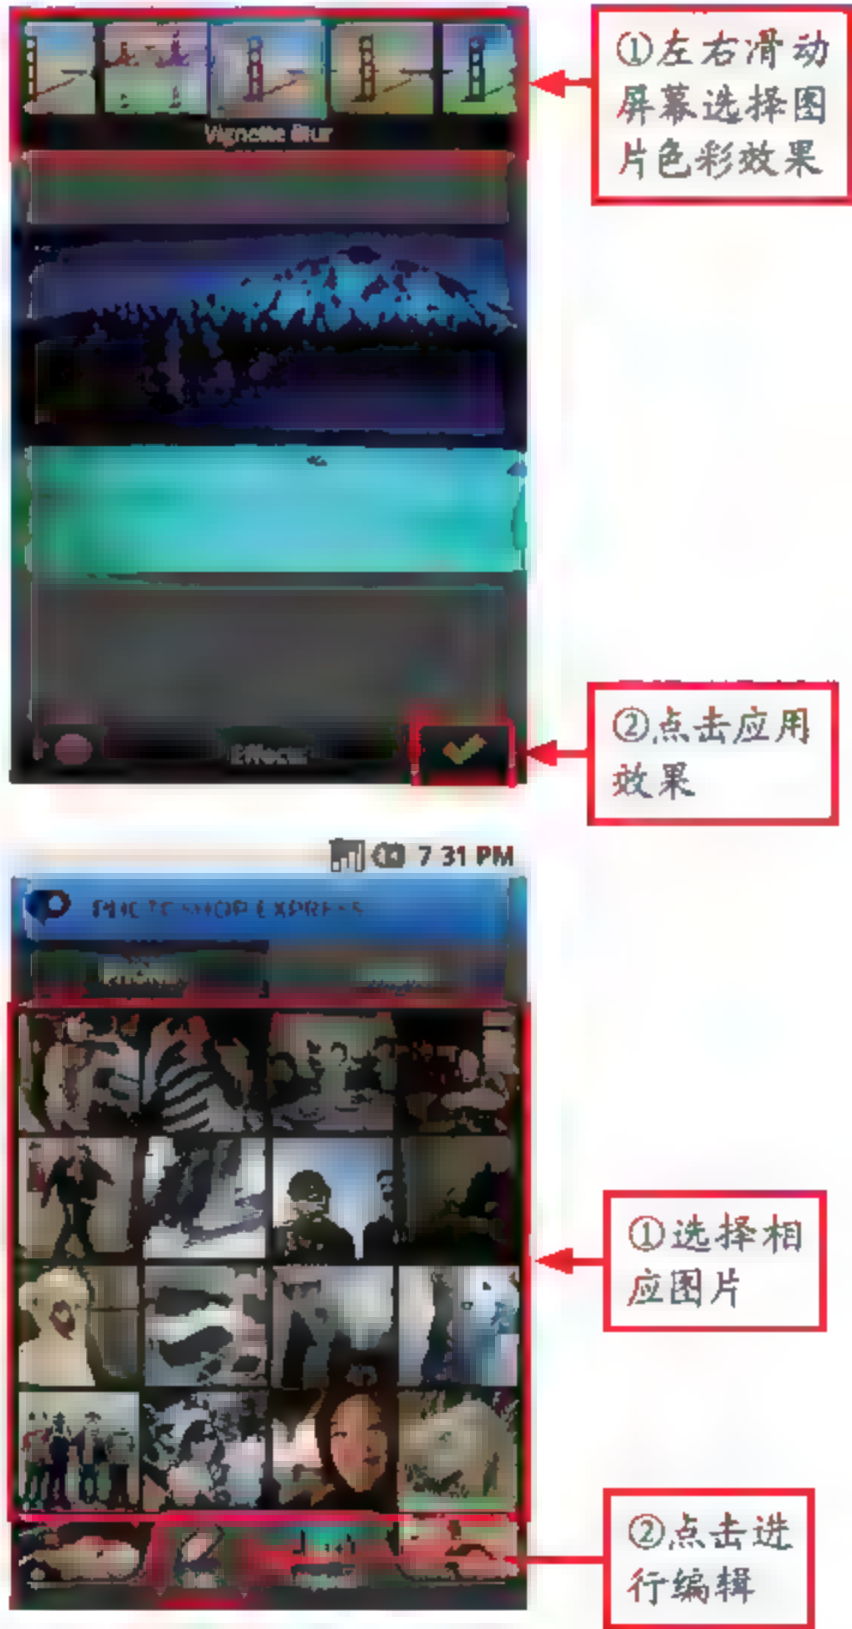 ①左右滑动
屏幕选择图
片色彩效果
Vignette Blur
Effects
②点击应用
效果
7 31 PM
PHOTOSHOP EXPRESS
①选择相
应图片
②点击进
行编辑